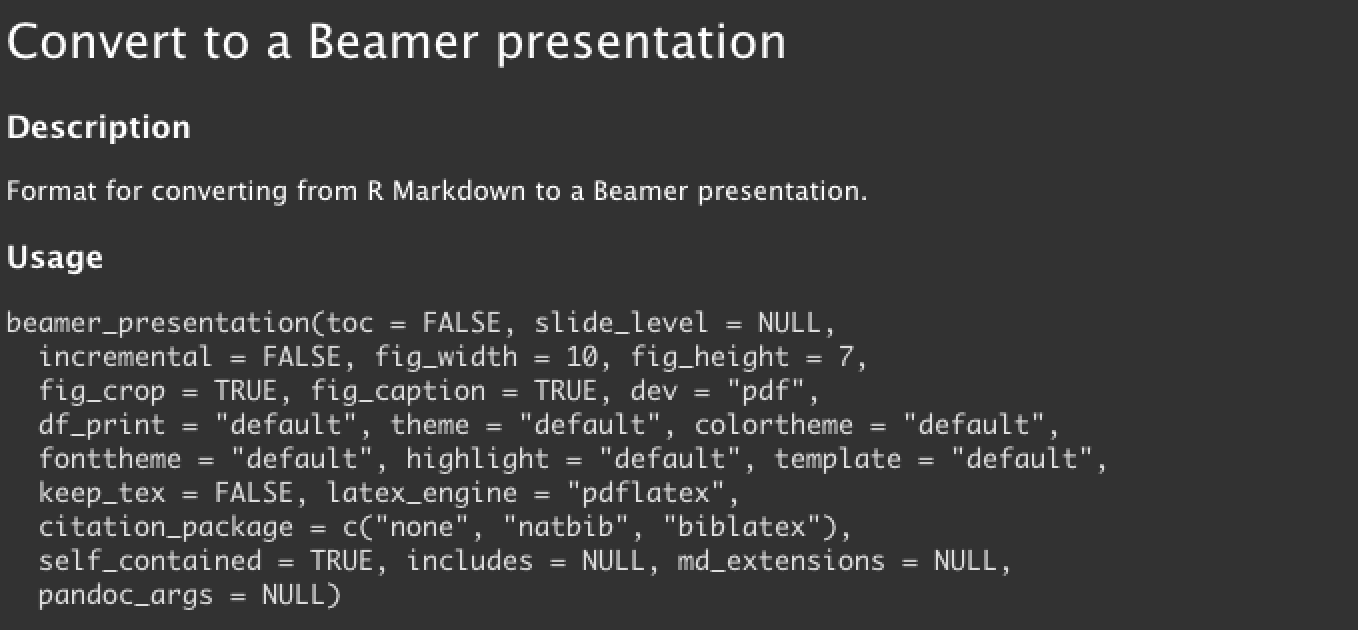 Convert to a Beamer presentation
Description
Format for converting from R Markdown to a Beamer presentation.
Usage
beamer_presentation(toc = FALSE, slide_level = NULL,
  incremental = FALSE, fig_width = 10, fig_height = 7,
  fig_crop = TRUE, fig_caption = TRUE, dev = "pdf",
  df_print = "default", theme = "default", colortheme = "default",
  fonttheme = "default", highlight = "default", template = "default",
  keep_tex = FALSE, latex_engine = "pdflatex",
  citation_package = c("none", "natbib", "biblatex"),
  self_contained = TRUE, includes = NULL, md_extensions = NULL,
  pandoc_args = NULL)